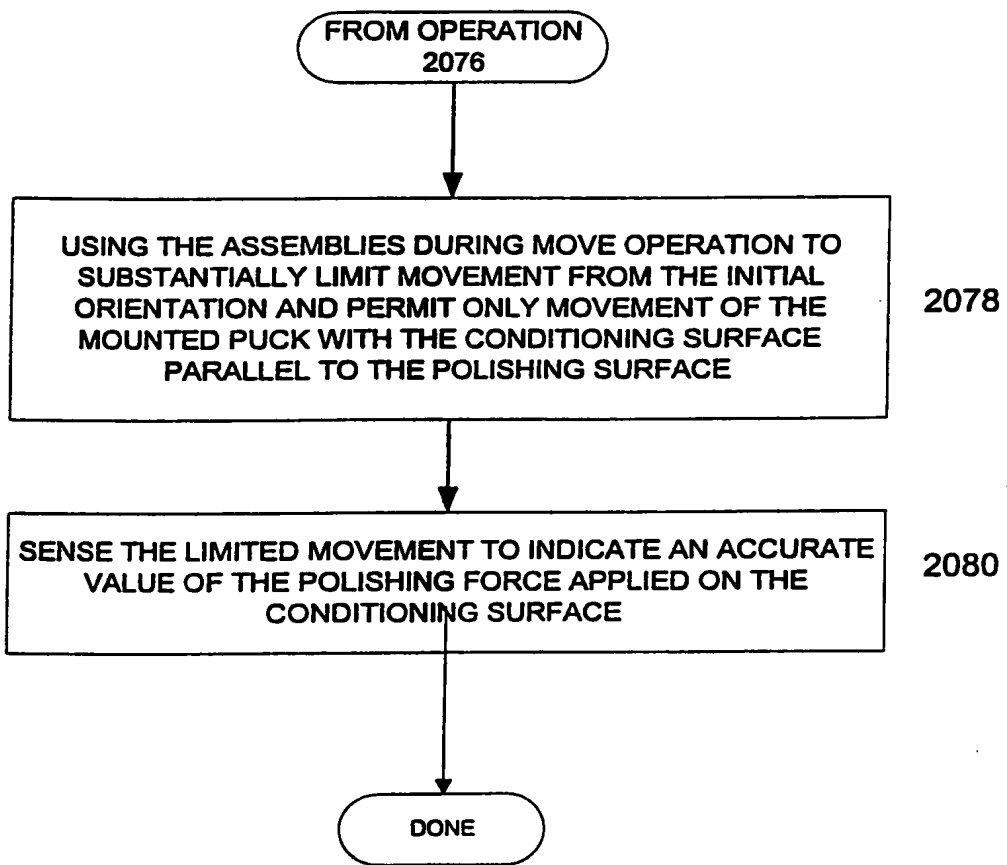 FROM OPERATION
2076
USING THE ASSEMBLIES DURING MOVE OPERATION TO
SUBSTANTIALLY LIMIT MOVEMENT FROM THE INITIAL
ORIENTATION AND PERMIT ONLY MOVEMENT OF THE
MOUNTED PUCK WITH THE CONDITIONING SURFACE
PARALLEL TO THE POLISHING SURFACE
2078
SENSE THE LIMITED MOVEMENT TO INDICATE AN ACCURATE
VALUE OF THE POLISHING FORCE APPLIED ON THE
CONDITIONING SURFACE
2080
DONE